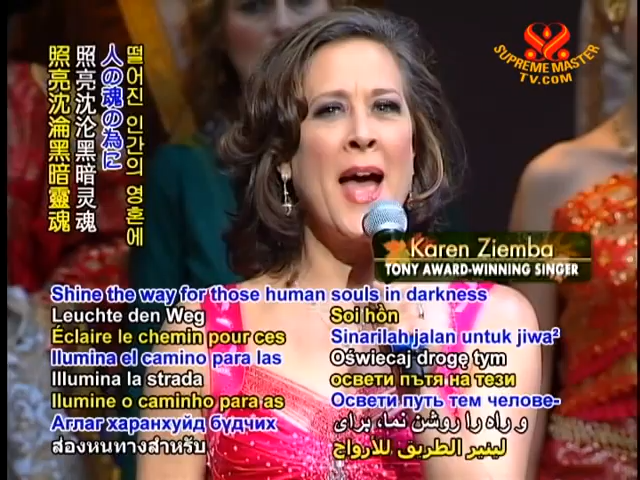 照亮沈淪黑暗靈魂
照亮沈沦黑暗灵魂
人の魂の為に
떨어진 인간의 영혼에
SUPREME MASTER
TV.COM
Karen Ziemba
TONY AWARD-WINNING SINGER
Shine the way for those human souls in darkness
Leuchte den Weg
Éclaire le chemin pour ces
Ilumina el camino para las
Illumina la strada
Ilumine o caminho para as
Аглаг харанхуйд бүдчих
ส่องหนทางสำหรับ
Soi hồn
Sinarilah jalan untuk jiwa²
Oświecaj drogę tym
освети пътя на тези
Освети путь тем челове-
و راه را روشن نما، برای
لينير الطريق للأرواح